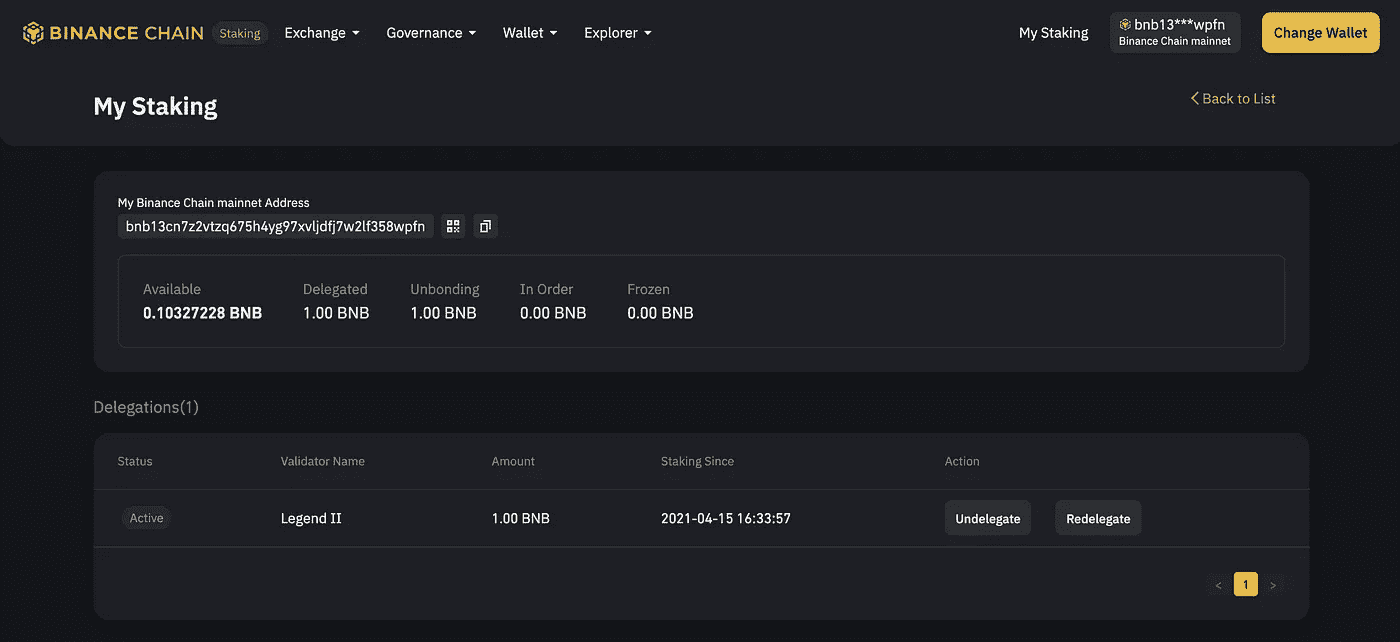 BINANCE CHAIN Staking Exchange Governance Wallet Explorer My Staking bnb13***wpfn Change Wallet
Binance Chain mainnet
My Staking
Back to List
My Binance Chain mainnet Address
bnb13cn7z2vtzq675h4yg97xvljdfj7w2lf358wpfn
Available Delegated Unbonding In Order Frozen
0.10327228 BNB 1.00 BNB 1.00 BNB 0.00 BNB 0.00 BNB
Delegations(1)
Status Validator Name Amount Staking Since Action
Active Legend II 1.00 BNB 2021-04-15 16:33:57 Undelegate Redelegate
< 1 >